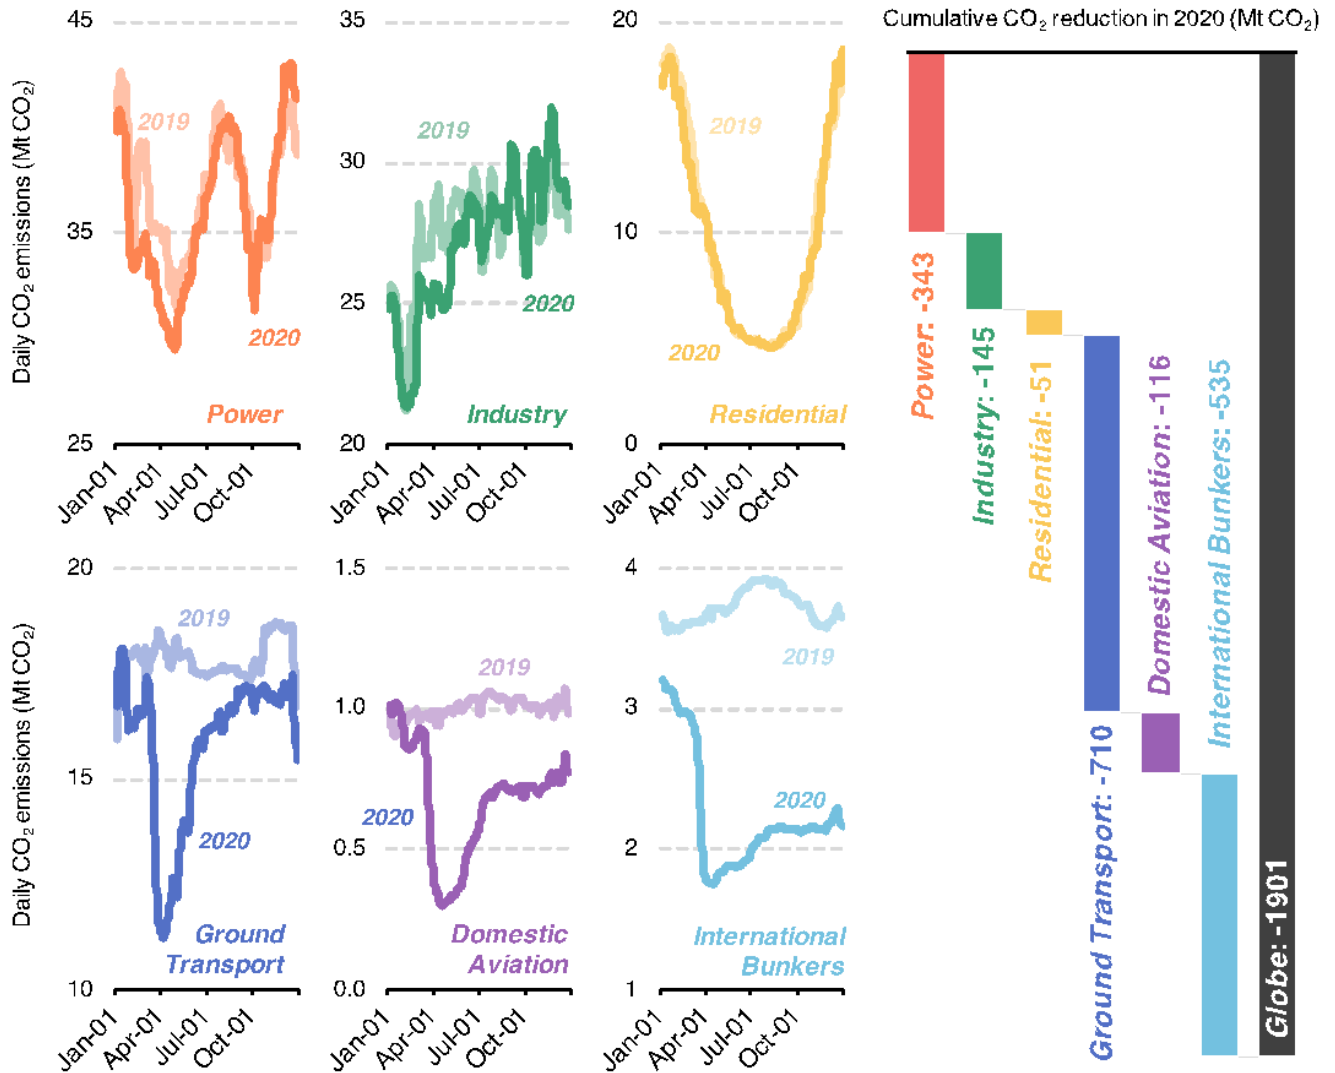 Daily CO₂ emissions (Mt CO₂)
45
35
25
2019
2020
Power
Jan-01
Apr-01
Jul-01
Oct-01
35
30
25
20
2019
2020
Industry
Jan-01
Apr-01
Jul-01
Oct-01
20
10
0
2019
2020
Residential
Jan-01
Apr-01
Jul-01
Oct-01
Daily CO₂ emissions (Mt CO₂)
20
15
10
2019
2020
Ground
Transport
Jan-01
Apr-01
Jul-01
Oct-01
1.5
1.0
0.5
0.0
2019
2020
Domestic
Aviation
Jan-01
Apr-01
Jul-01
Oct-01
4
3
2
1
2019
2020
International
Bunkers
Jan-01
Apr-01
Jul-01
Oct-01
Cumulative CO₂ reduction in 2020 (Mt CO₂)
Power: -343
Industry: -145
Residential: -51
Ground Transport: -710
Domestic Aviation: -116
International Bunkers: -535
Globe: -1901